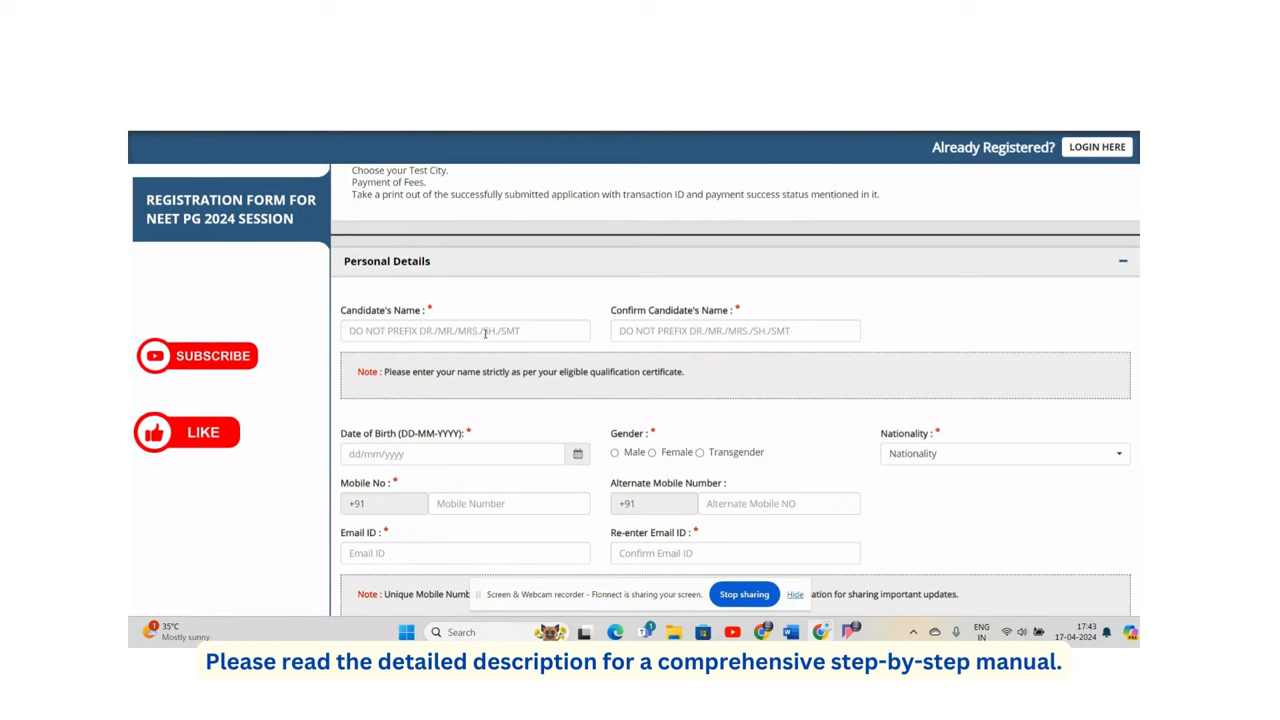 Already Registered?
LOGIN HERE
Choose your Test City.
Payment of Fees.
Take a print out of the successfully submitted application with transaction ID and payment success status mentioned in it.
REGISTRATION FORM FOR
NEET PG 2024 SESSION
Personal Details
Candidate's Name : *
Confirm Candidate's Name : *
DO NOT PREFIX DR./MR./MRS./SH./SMT
DO NOT PREFIX DR./MR./MRS./SH./SMT
Note : Please enter your name strictly as per your eligible qualification certificate.
SUBSCRIBE
LIKE
Date of Birth (DD-MM-YYYY): *
Gender : *
Nationality : *
dd/mm/yyyy
Male Female Transgender
Nationality
Mobile No : *
Alternate Mobile Number :
+91
Mobile Number
+91
Alternate Mobile NO
Email ID : *
Re-enter Email ID : *
Email ID
Confirm Email ID
Note : Unique Mobile Numb
ation for sharing important updates.
Screen & Webcam recorder - Flonnect is sharing your screen.
Stop sharing
Hide
1
35°C
Mostly sunny
Search
1
ENG
IN
17:43
17-04-2024
Please read the detailed description for a comprehensive step-by-step manual.